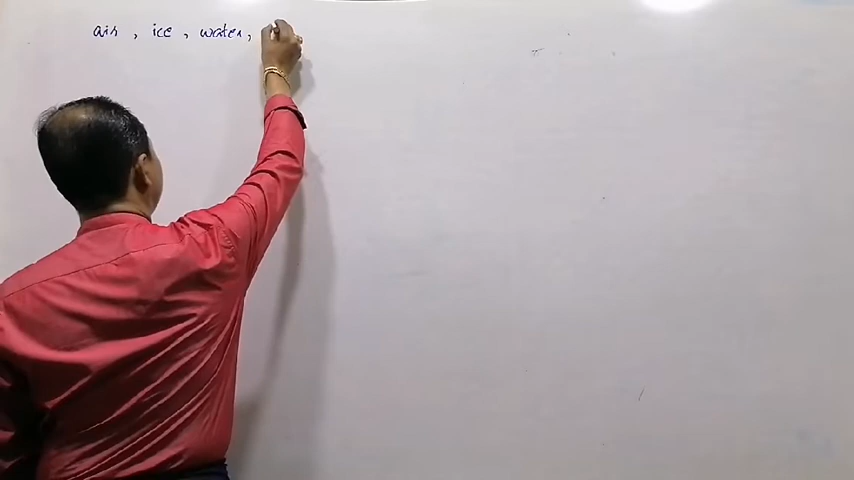 air , ice , water ,